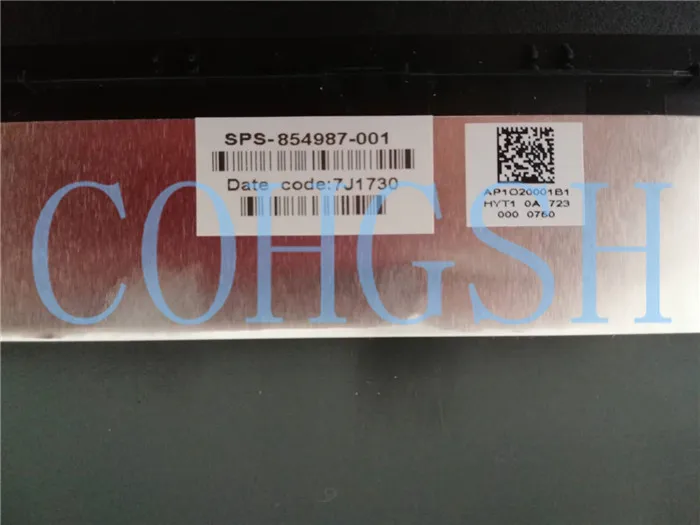 SPS-854987-001
Date code:7J1730
AP1O20001B1
HYT1 0A 723
000 0760
COHGSH